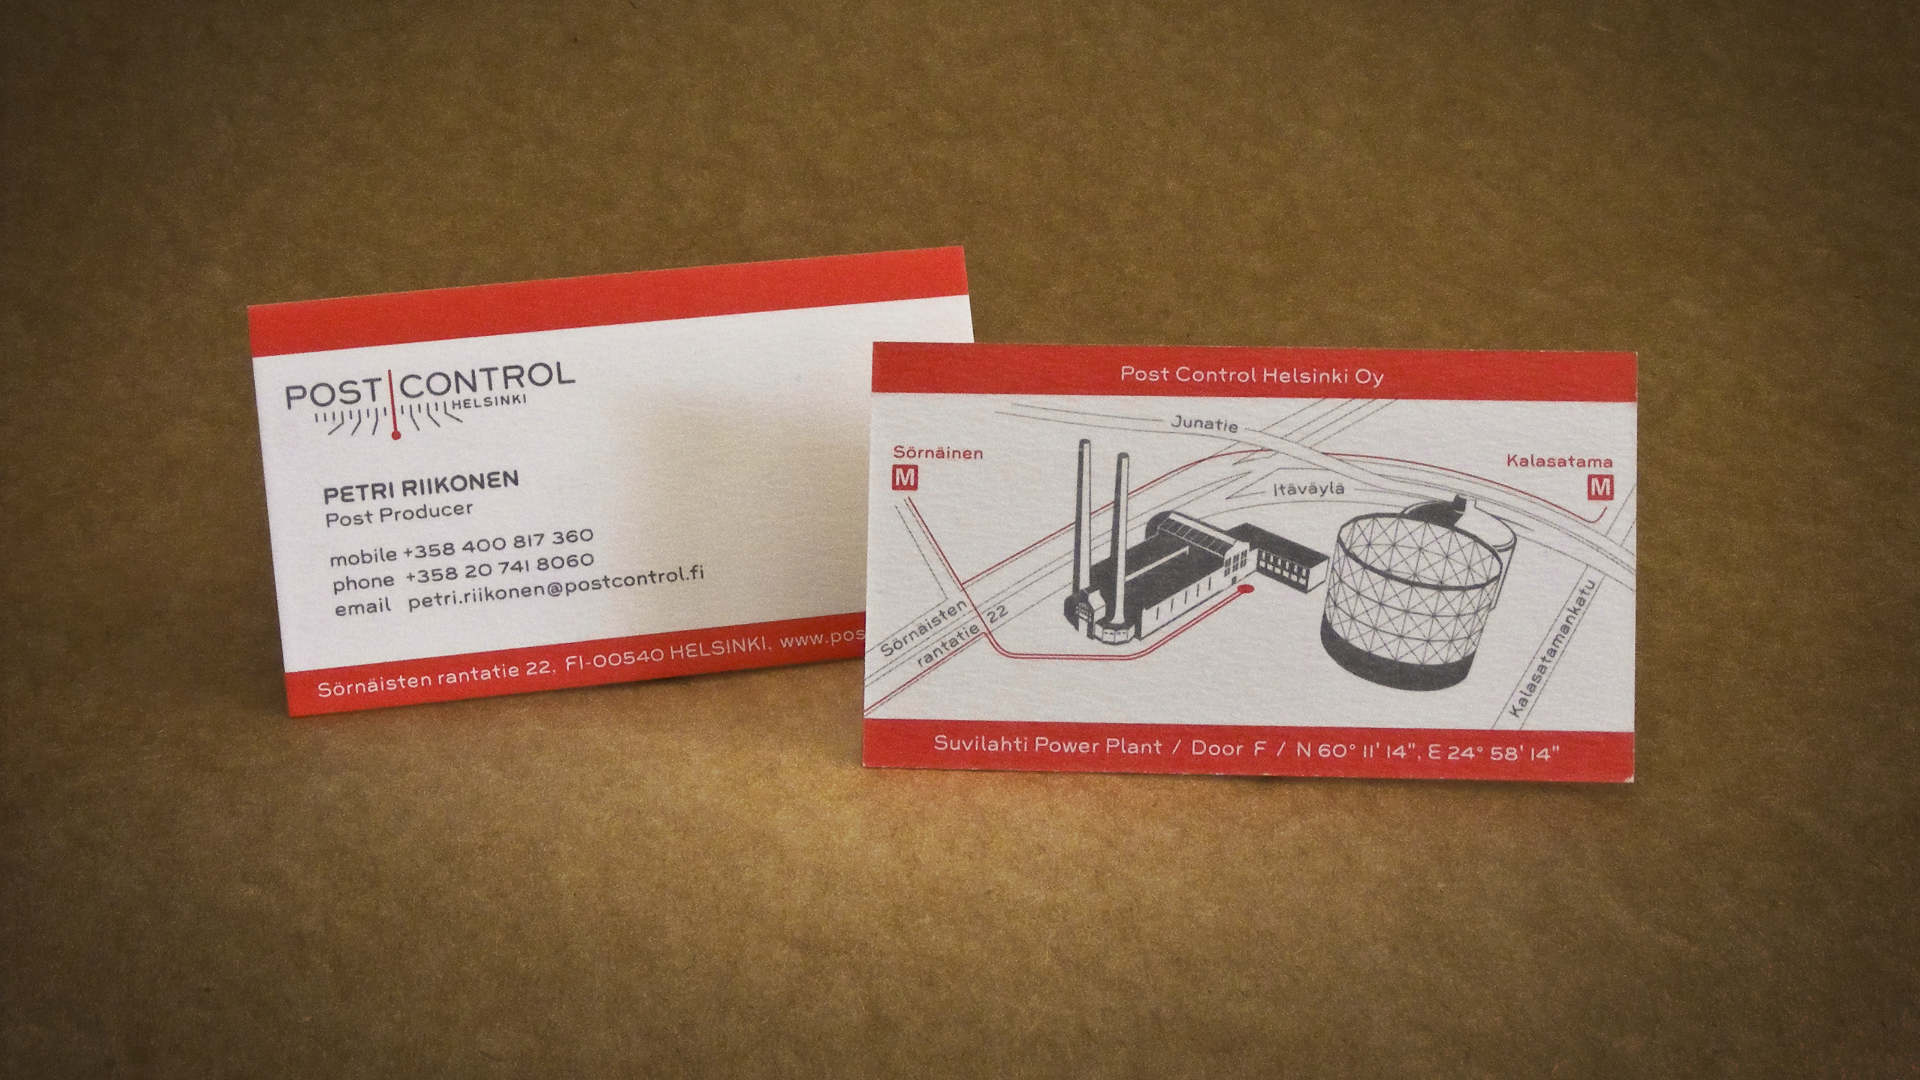 POST CONTROL
HELSINKI
PETRI RIIKONEN
Post Producer
mobile +358 400 817 360
phone +358 20 741 8060
email petri.riikonen@postcontrol.fi
Sörnäisten rantatie 22, FI-00540 HELSINKI, www.pos
Post Control Helsinki Oy
Junatie
Sörnäinen
M
Kalasatama
M
Itäväylä
Sörnäisten
rantatie 22
Kalasatamankatu
Suvilahti Power Plant / Door F / N 60° 11' 14", E 24° 58' 14"